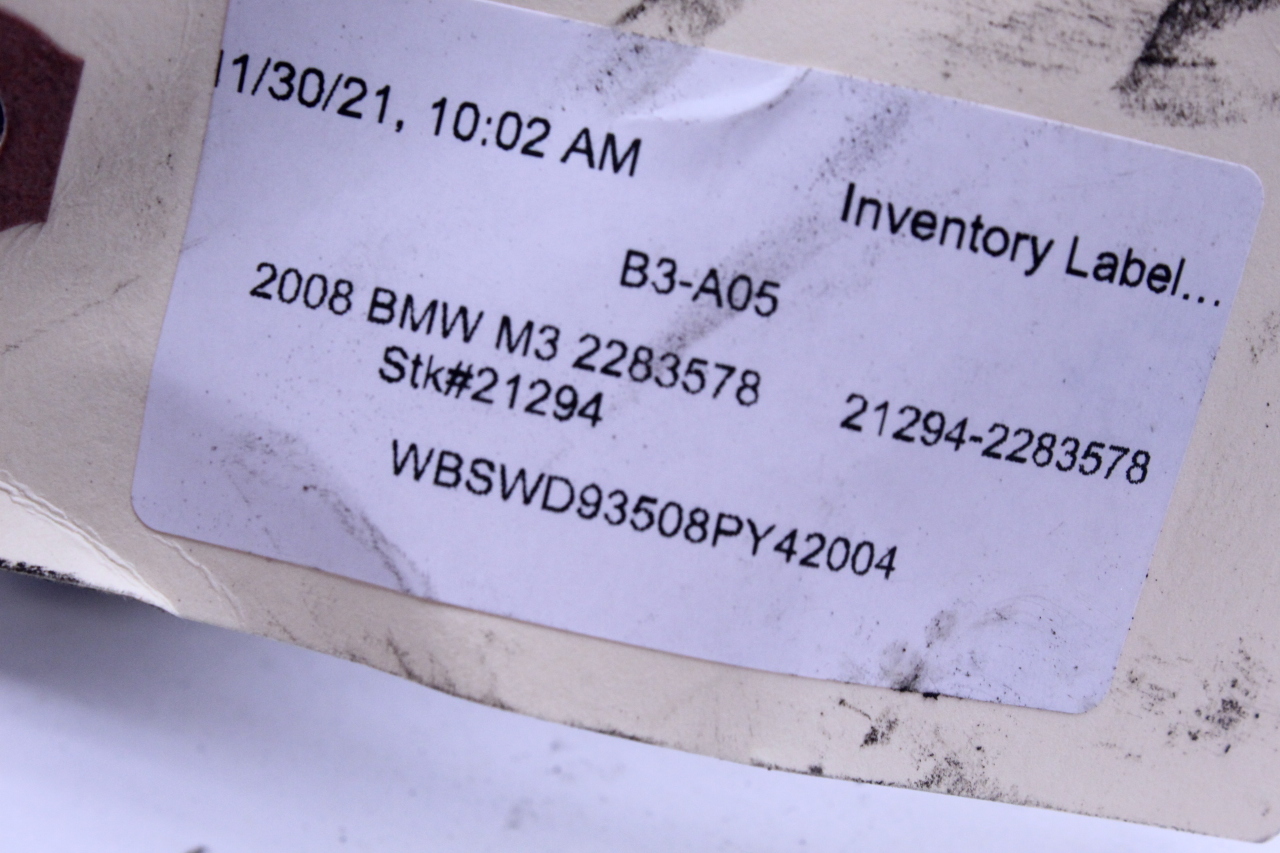 11/30/21, 10:02 AM
Inventory Label...
B3-A05
2008 BMW M3 2283578
Stk#21294
21294-2283578
WBSWD93508PY42004